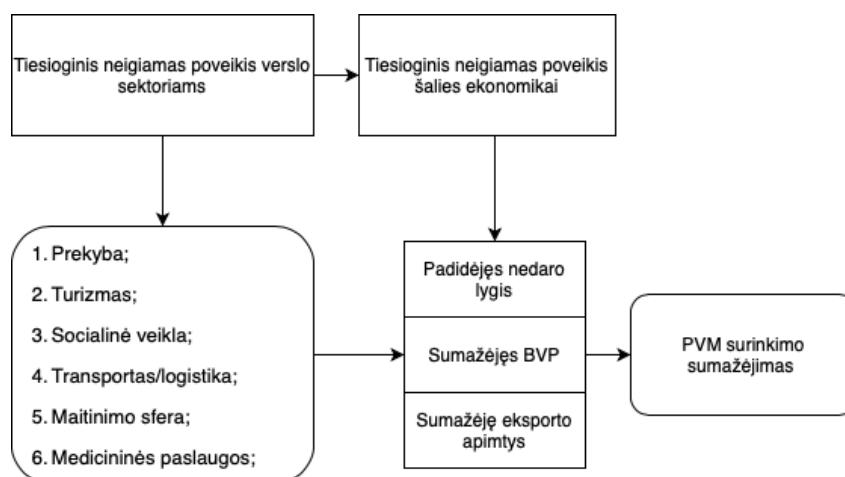 Tiesioginis neigiamas poveikis verslo
sektoriams
Tiesioginis neigiamas poveikis
šalies ekonomikai
1. Prekyba;
2. Turizmas;
3. Socialinė veikla;
4. Transportas/logistika;
5. Maitinimo sfera;
6. Medicininės paslaugos;
Padidėjęs nedaro
lygis
Sumažėjęs BVP
Sumažėję eksporto
apimtys
PVM surinkimo
sumažėjimas